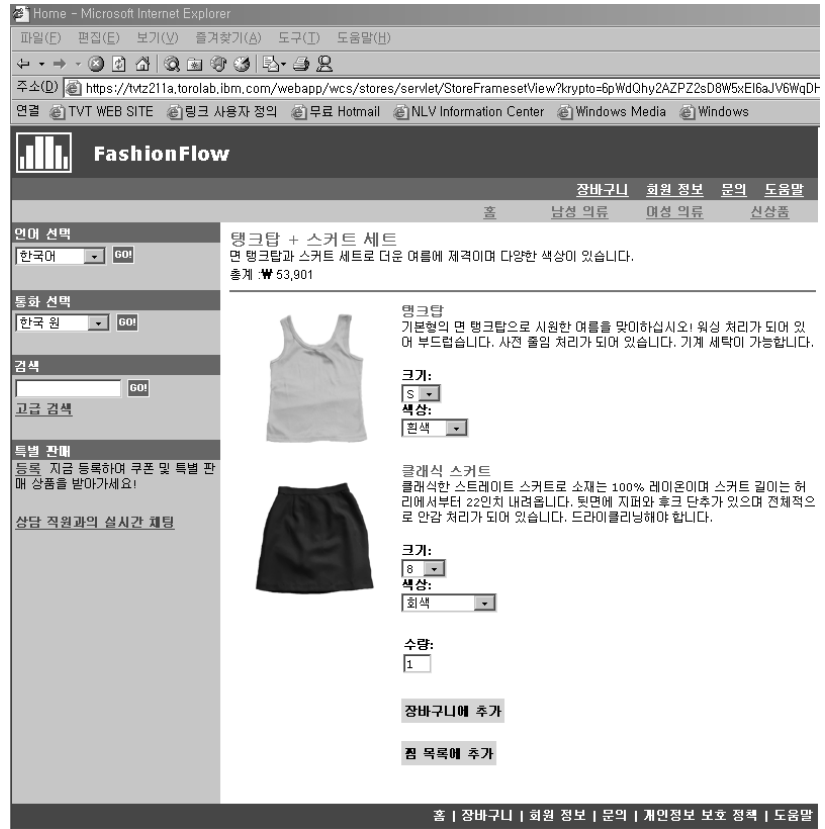 Home - Microsoft Internet Explorer
파일(F) 편집(E) 보기(V) 즐겨찾기(A) 도구(T) 도움말(H)
주소(D) https://tvtz211a.torolab.ibm.com/webapp/wcs/stores/servlet/StoreFramesetView?krypto=6pWdQhy2AZPZ2sD8W5xEl6aJV6WqDH
연결 TVT WEB SITE 링크 사용자 정의 무료 Hotmail NLV Information Center Windows Media Windows
FashionFlow
장바구니 회원 정보 문의 도움말
홈 남성 의류 여성 의류 신상품
언어 선택
한국어 GO!
통화 선택
한국 원 GO!
검색
GO!
고급 검색
특별 판매
등록 지금 등록하여 쿠폰 및 특별 판
매 상품을 받아가세요!
상담 직원과의 실시간 채팅
탱크탑 + 스커트 세트
면 탱크탑과 스커트 세트로 더운 여름에 제격이며 다양한 색상이 있습니다.
총계 :₩ 53,901
탱크탑
기본형의 면 탱크탑으로 시원한 여름을 맞이하십시오! 워싱 처리가 되어 있
어 부드럽습니다. 사전 줄임 처리가 되어 있습니다. 기계 세탁이 가능합니다.
크기:
S
색상:
흰색
클래식 스커트
클래식한 스트레이트 스커트로 소재는 100% 레이온이며 스커트 길이는 허
리에서부터 22인치 내려옵니다. 뒷면에 지퍼와 후크 단추가 있으며 전체적으
로 안감 처리가 되어 있습니다. 드라이클리닝해야 합니다.
크기:
8
색상:
회색
수량:
1
장바구니에 추가
찜 목록에 추가
홈 | 장바구니 | 회원 정보 | 문의 | 개인정보 보호 정책 | 도움말